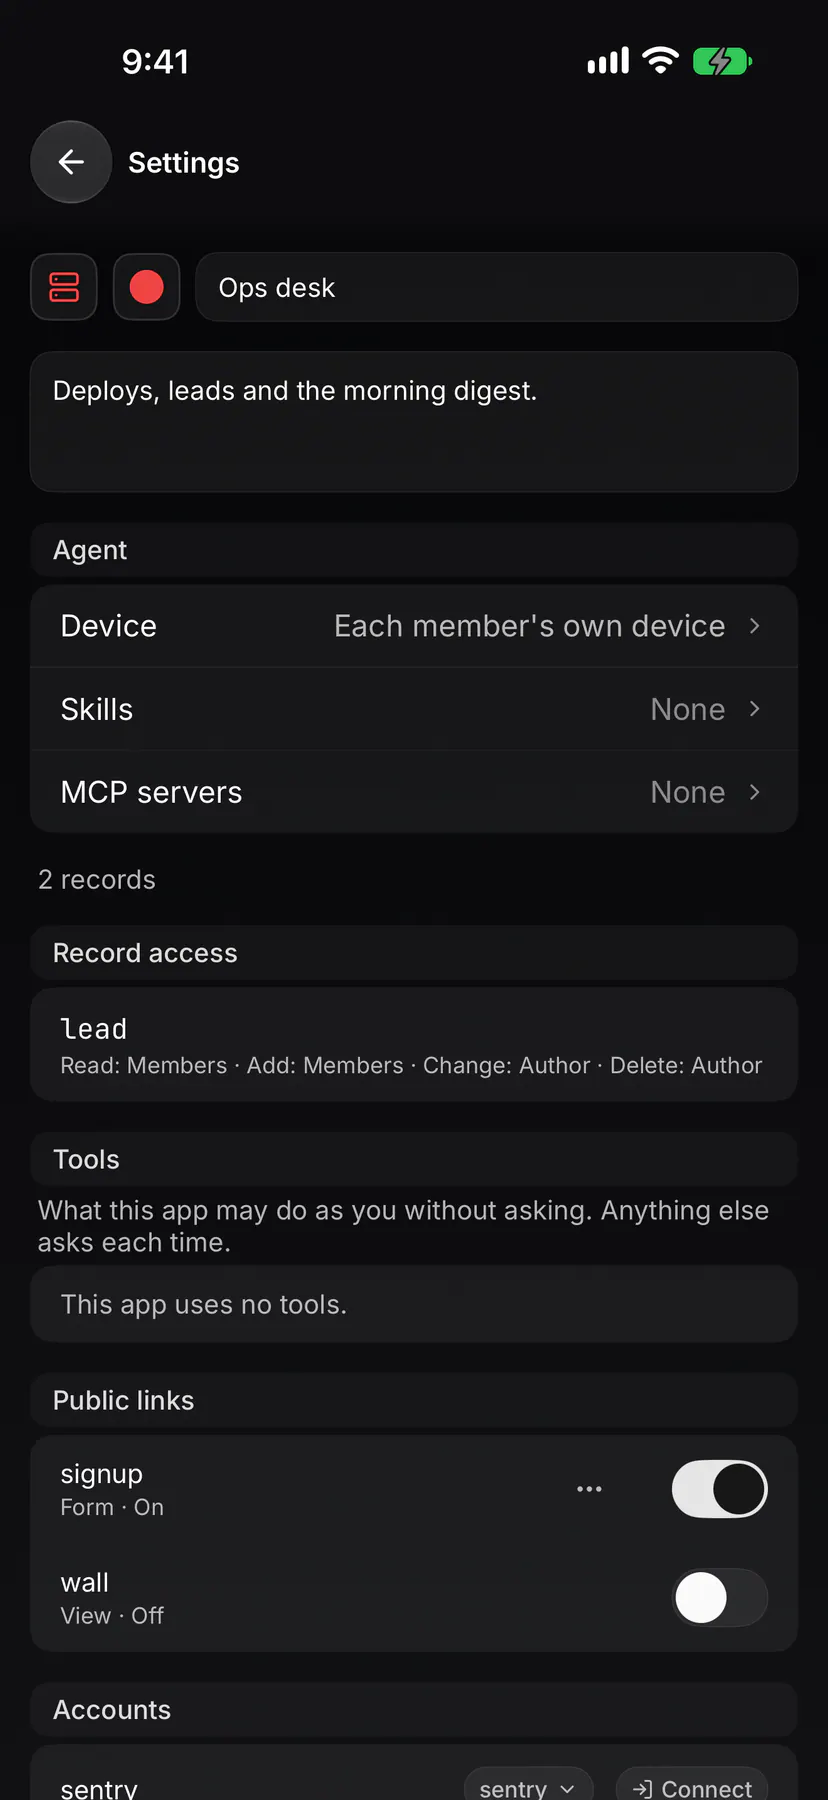 9:41
Settings
Ops desk
Deploys, leads and the morning digest.
Agent
Device Each member's own device
Skills None
MCP servers None
2 records
Record access
lead
Read: Members · Add: Members · Change: Author · Delete: Author
Tools
What this app may do as you without asking. Anything else
asks each time.
This app uses no tools.
Public links
signup
Form · On
wall
View · Off
Accounts
sentry sentry Connect